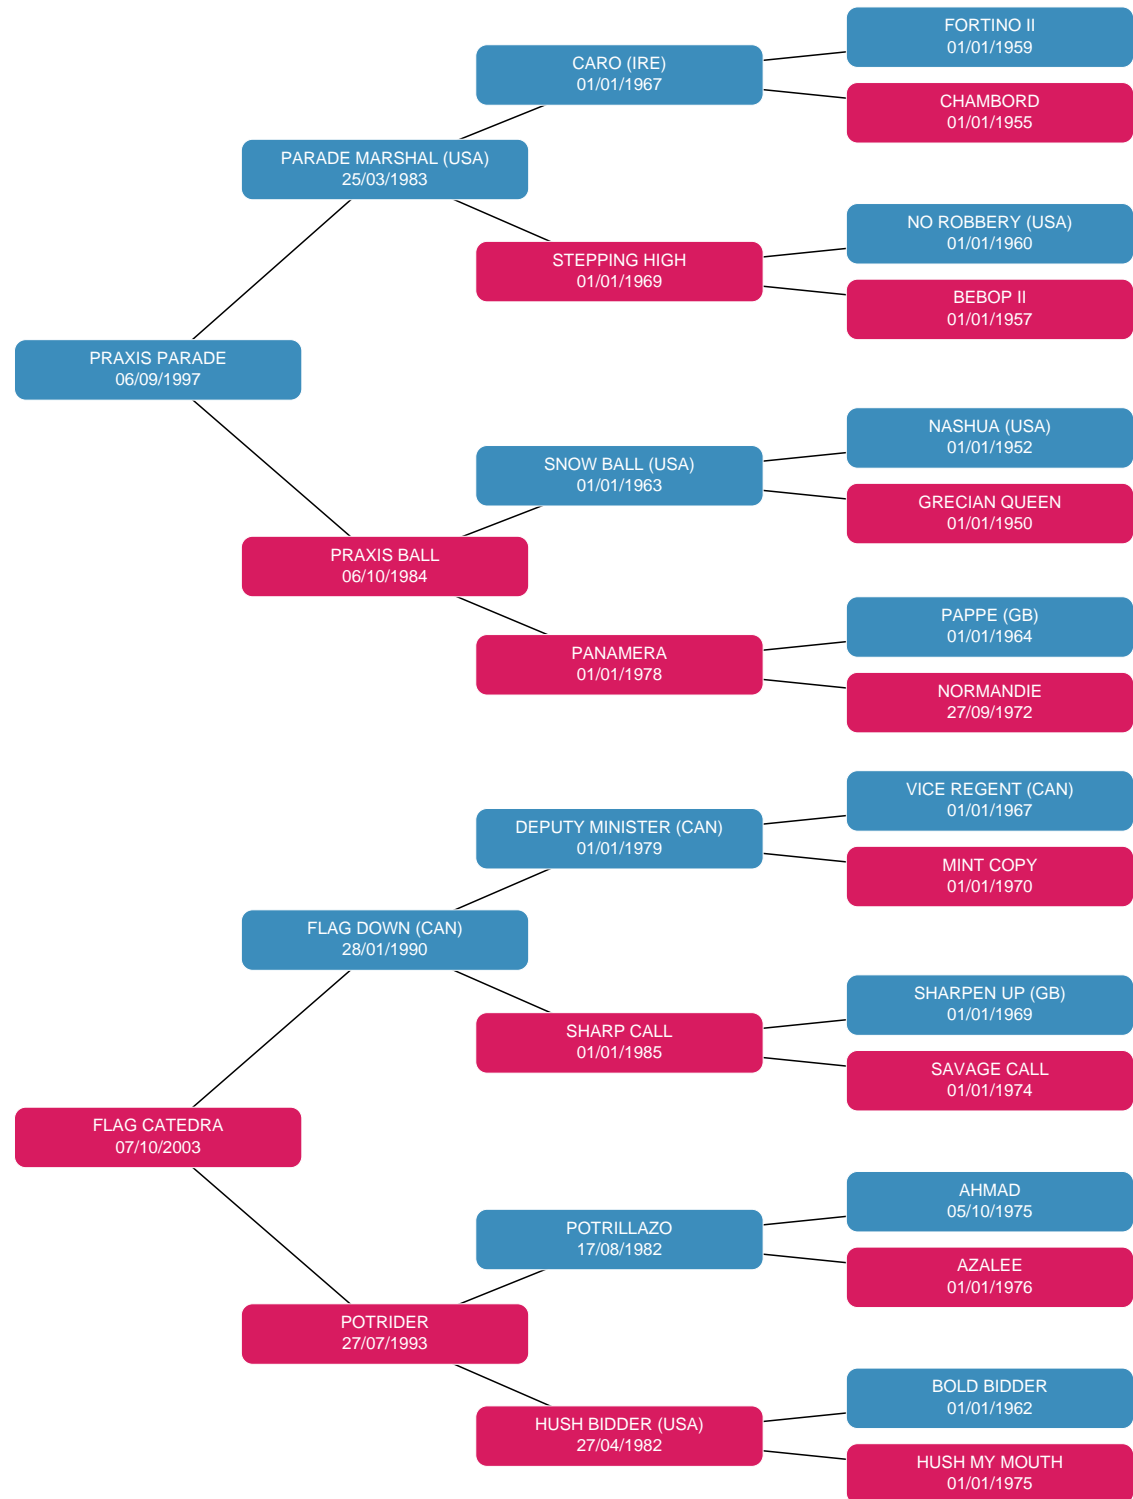 FORTINO II
01/01/1959
CARO (IRE)
01/01/1967
CHAMBORD
01/01/1955
PARADE MARSHAL (USA)
25/03/1983
NO ROBBERY (USA)
01/01/1960
STEPPING HIGH
01/01/1969
BEBOP II
01/01/1957
PRAXIS PARADE
06/09/1997
NASHUA (USA)
01/01/1952
SNOW BALL (USA)
01/01/1963
GRECIAN QUEEN
01/01/1950
PRAXIS BALL
06/10/1984
PAPPE (GB)
01/01/1964
PANAMERA
01/01/1978
NORMANDIE
27/09/1972
VICE REGENT (CAN)
01/01/1967
DEPUTY MINISTER (CAN)
01/01/1979
MINT COPY
01/01/1970
FLAG DOWN (CAN)
28/01/1990
SHARPEN UP (GB)
01/01/1969
SHARP CALL
01/01/1985
SAVAGE CALL
01/01/1974
FLAG CATEDRA
07/10/2003
AHMAD
05/10/1975
POTRILLAZO
17/08/1982
AZALEE
01/01/1976
POTRIDER
27/07/1993
BOLD BIDDER
01/01/1962
HUSH BIDDER (USA)
27/04/1982
HUSH MY MOUTH
01/01/1975